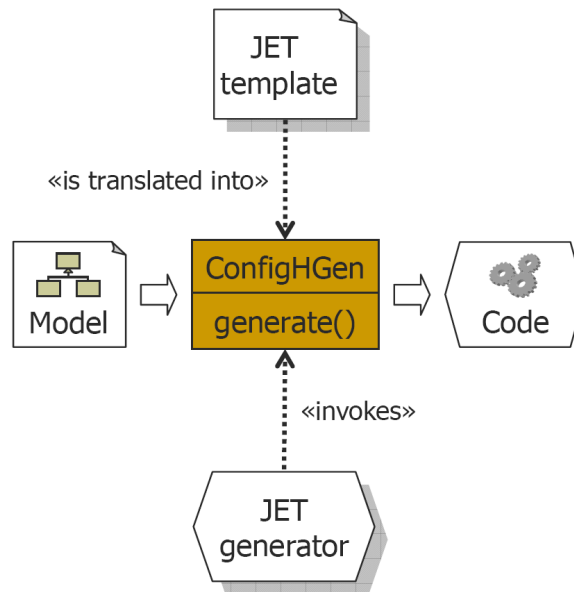 JET
template
«is translated into»
ConfigHGen
Model
generate()
Code
«invokes»
JET
generator